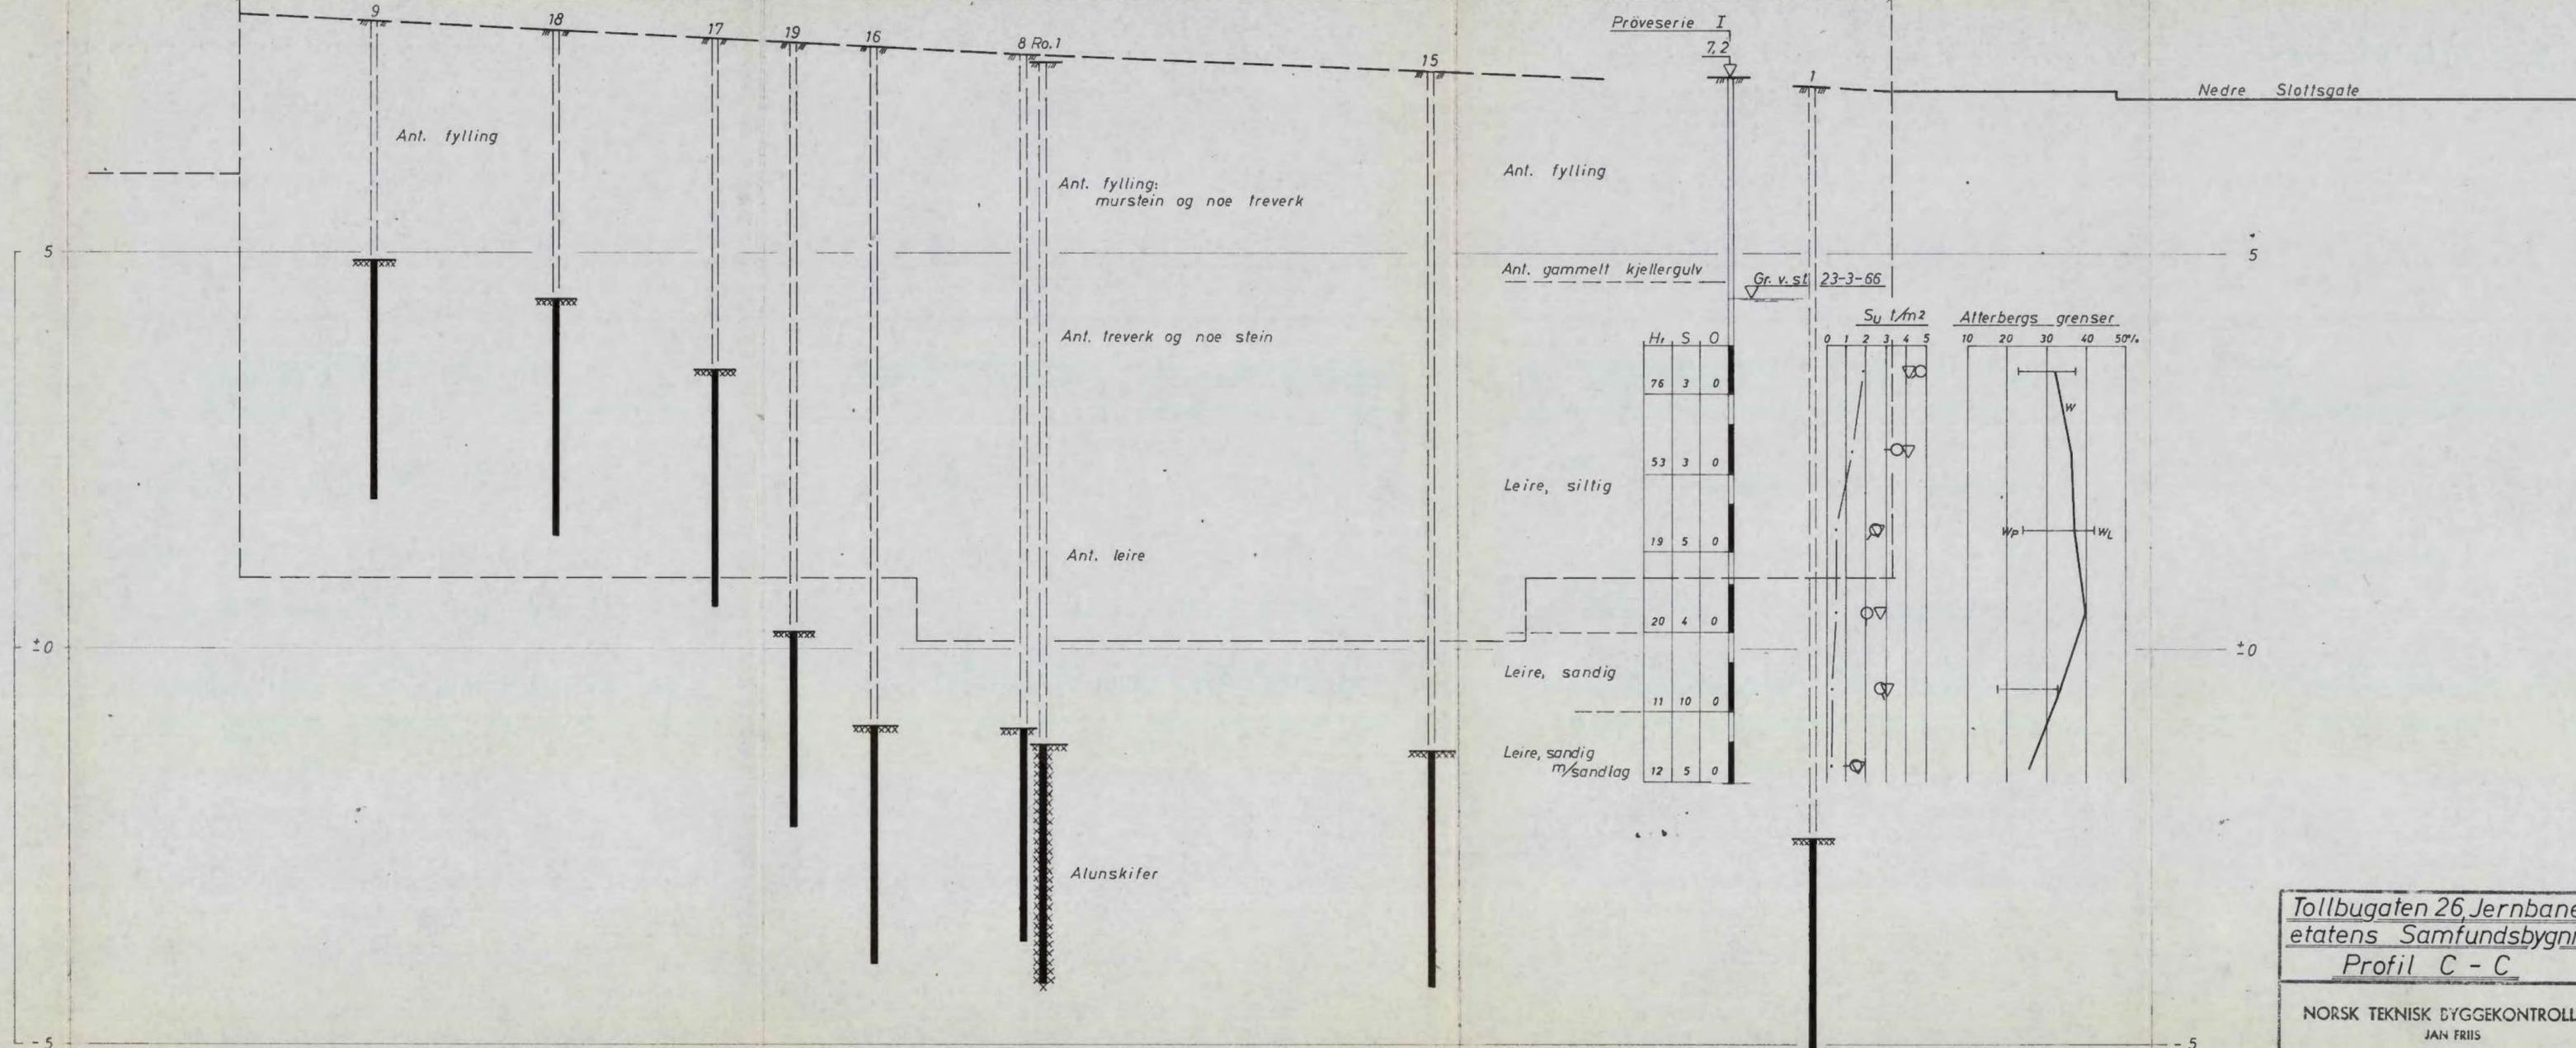 9 18 17 19 16 8 Ro.1 15
Pröveserie I
7,2
1
Nedre Slottsgate
Ant. fylling
Ant. fylling:
murstein og noe treverk
Ant. fylling
5
5
Ant. gammelt kjellergulv
Gr. v. st 23-3-66
Ant. treverk og noe stein
Su t/m2 Atterbergs grenser
H1 S O
0 1 2 3 4 5
10 20 30 40 50%
76 3 0
W
53 3 0
Leire, siltig
19 5 0
WP WL
Ant. leire
20 4 0
±0
±0
Leire, sandig
11 10 0
Leire, sandig
m/sandlag
12 5 0
Alunskifer
Tollbugaten 26, Jernbane
etatens Samfundsbygni
Profil C - C
NORSK TEKNISK BYGGEKONTROLL
JAN FRIIS
- 5
- 5